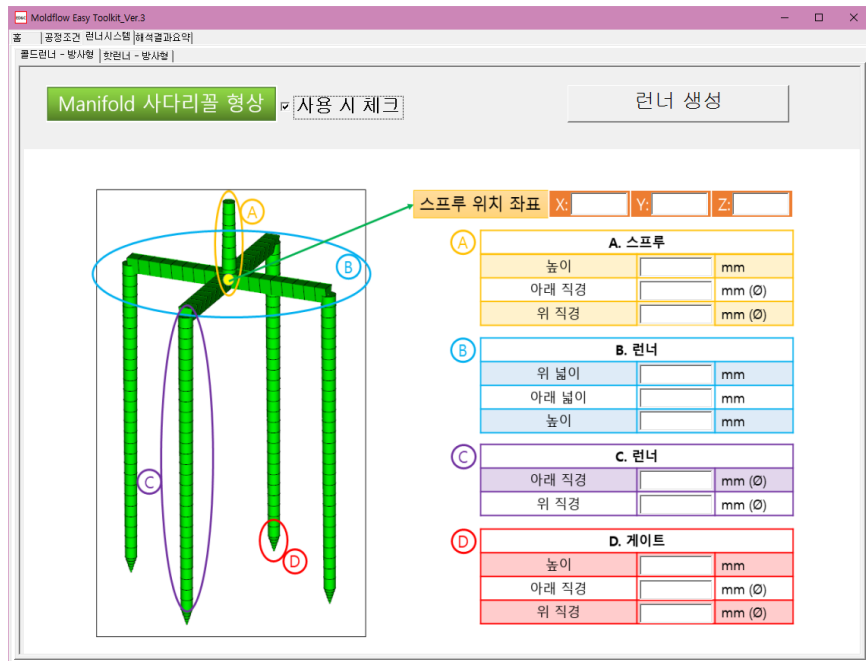 Moldflow Easy Toolkit_Ver.3
홈 공정조건 런너시스템 해석결과요약
콜드런너 - 방사형 핫런너 - 방사형
Manifold 사다리꼴 형상 사용 시 체크 런너 생성
스프루 위치 좌표 X: Y: Z:
A
B
C
D
A A. 스프루
높이 mm
아래 직경 mm (Ø)
위 직경 mm (Ø)
B B. 런너
위 넓이 mm
아래 넓이 mm
높이 mm
C C. 런너
아래 직경 mm (Ø)
위 직경 mm (Ø)
D D. 게이트
높이 mm
아래 직경 mm (Ø)
위 직경 mm (Ø)